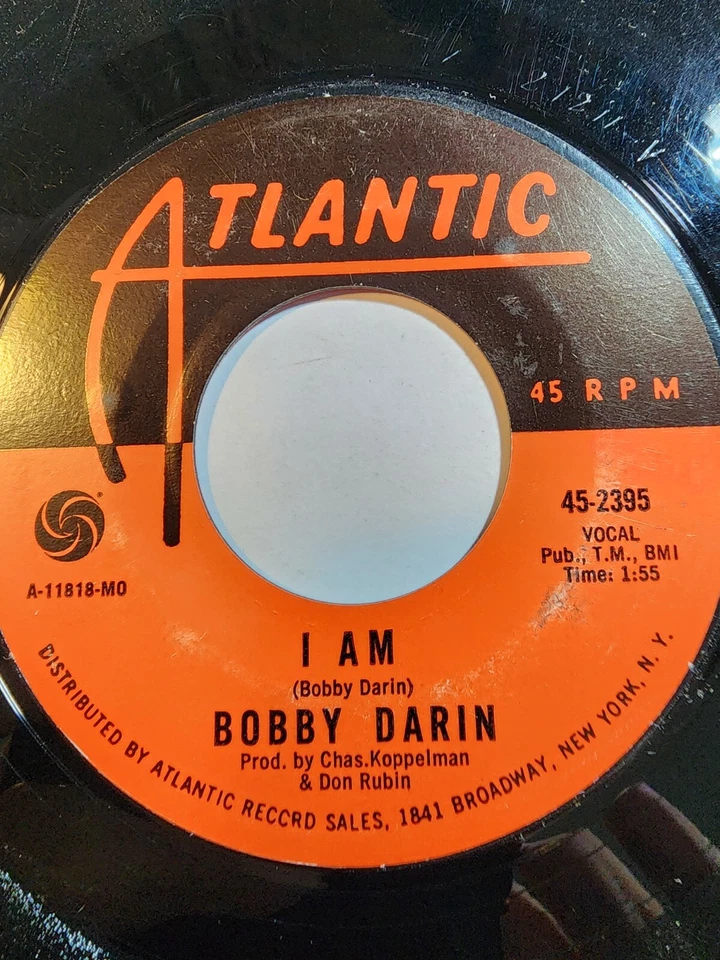 ATLANTIC
45 RPM
45-2395
VOCAL
Pub., T.M., BMI
Time: 1:55
®
A-11818-MO
I AM
(Bobby Darin)
BOBBY DARIN
Prod. by Chas.Koppelman
& Don Rubin
DISTRIBUTED BY ATLANTIC RECCRD SALES, 1841 BROADWAY, NEW YORK, N. Y.